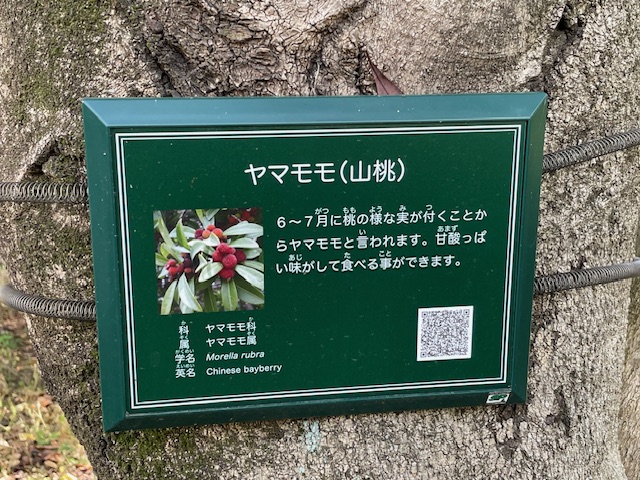 ヤマモモ(山桃)
6〜7月に桃の様な実が付くことか
らヤマモモと言われます。甘酸っぱ
い味がして食べる事ができます。
科 ヤマモモ科
属 ヤマモモ属
学名 Morella rubra
英名 Chinese bayberry